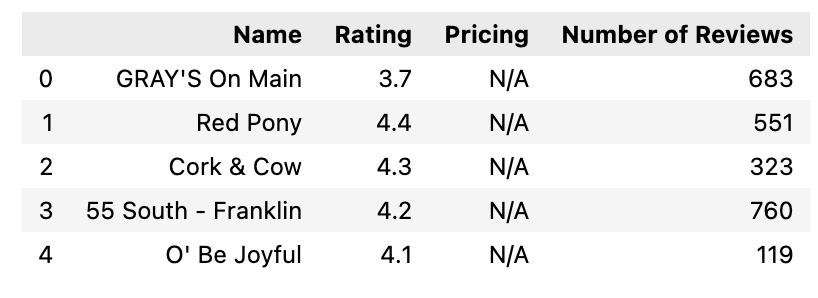 Name Rating Pricing Number of Reviews
0 GRAY'S On Main 3.7 N/A 683
1 Red Pony 4.4 N/A 551
2 Cork & Cow 4.3 N/A 323
3 55 South - Franklin 4.2 N/A 760
4 O' Be Joyful 4.1 N/A 119